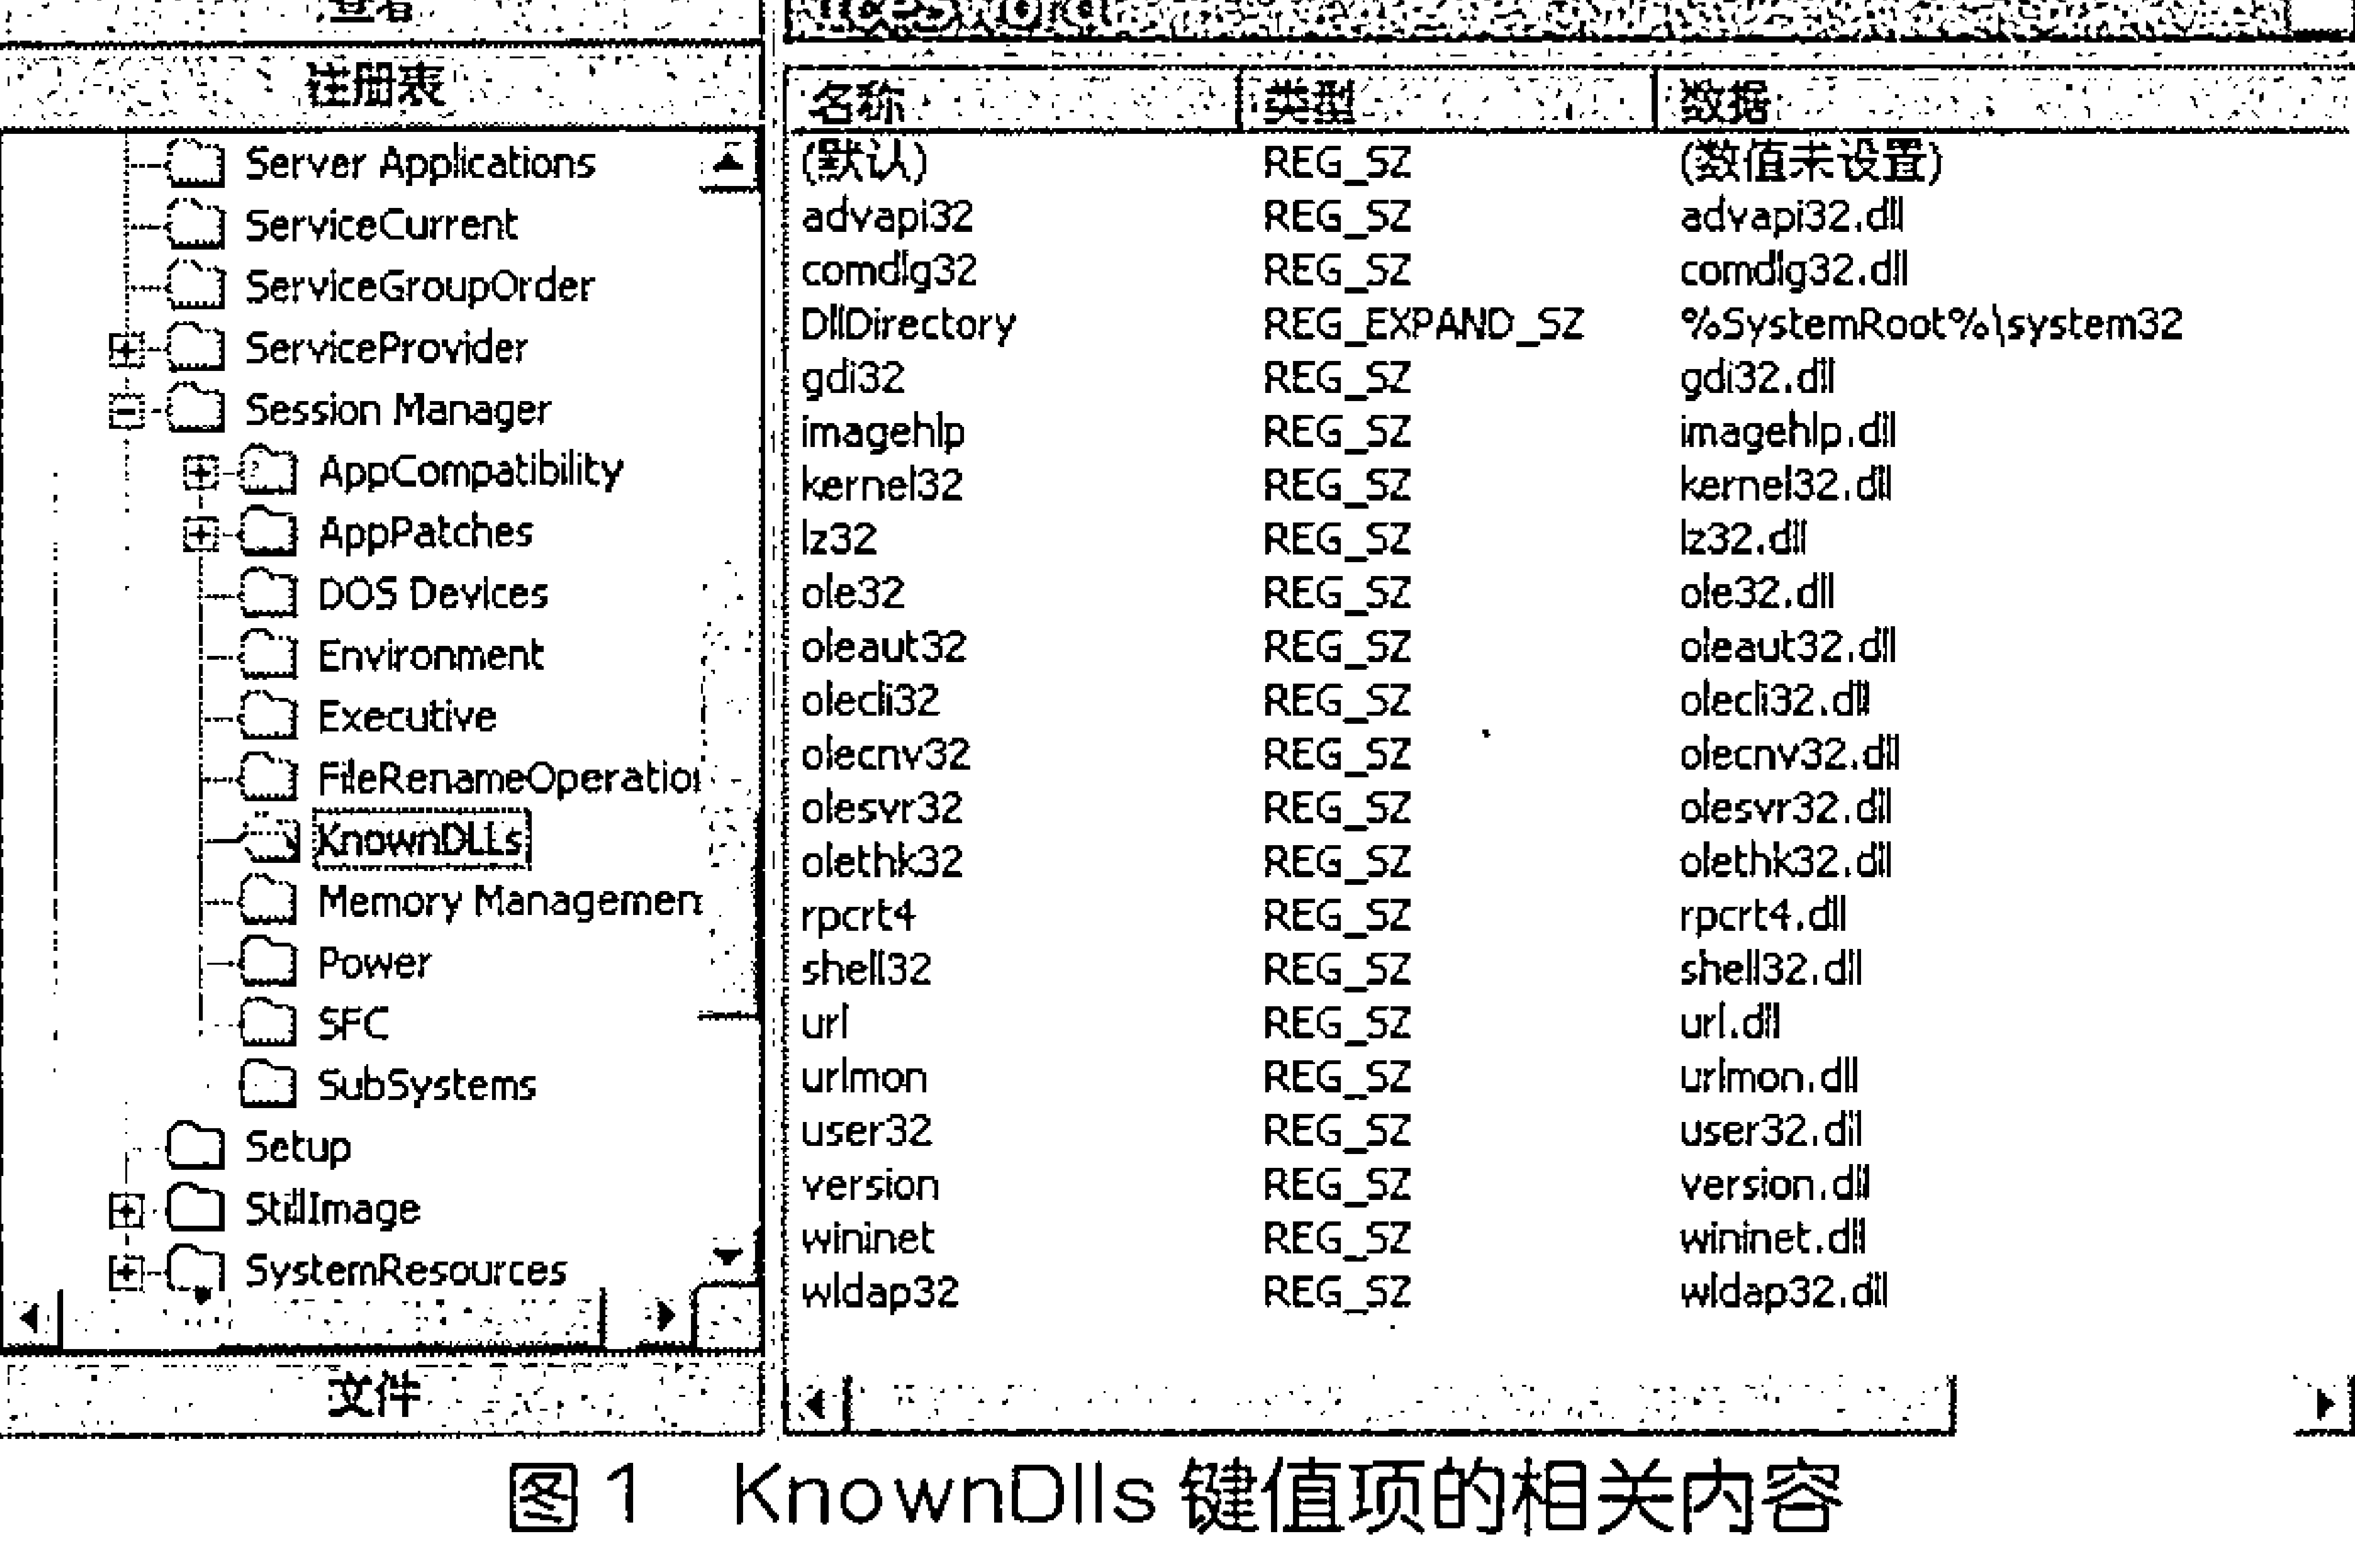 查看
IceSword
注册表
Server Applications
ServiceCurrent
ServiceGroupOrder
ServiceProvider
Session Manager
AppCompatibility
AppPatches
DOS Devices
Environment
Executive
FileRenameOperation
KnownDLLs
Memory Managemen
Power
SFC
SubSystems
Setup
StillImage
SystemResources
文件
名称 类型 数据
(默认) REG_SZ (数值未设置)
advapi32 REG_SZ advapi32.dll
comdlg32 REG_SZ comdlg32.dll
DllDirectory REG_EXPAND_SZ %SystemRoot%\system32
gdi32 REG_SZ gdi32.dll
imagehlp REG_SZ imagehlp.dll
kernel32 REG_SZ kernel32.dll
lz32 REG_SZ lz32.dll
ole32 REG_SZ ole32.dll
oleaut32 REG_SZ oleaut32.dll
olecli32 REG_SZ olecli32.dll
olecnv32 REG_SZ olecnv32.dll
olesvr32 REG_SZ olesvr32.dll
olethk32 REG_SZ olethk32.dll
rpcrt4 REG_SZ rpcrt4.dll
shell32 REG_SZ shell32.dll
url REG_SZ url.dll
urlmon REG_SZ urlmon.dll
user32 REG_SZ user32.dll
version REG_SZ version.dll
wininet REG_SZ wininet.dll
wldap32 REG_SZ wldap32.dll
图 1 KnownDlls 键值项的相关内容